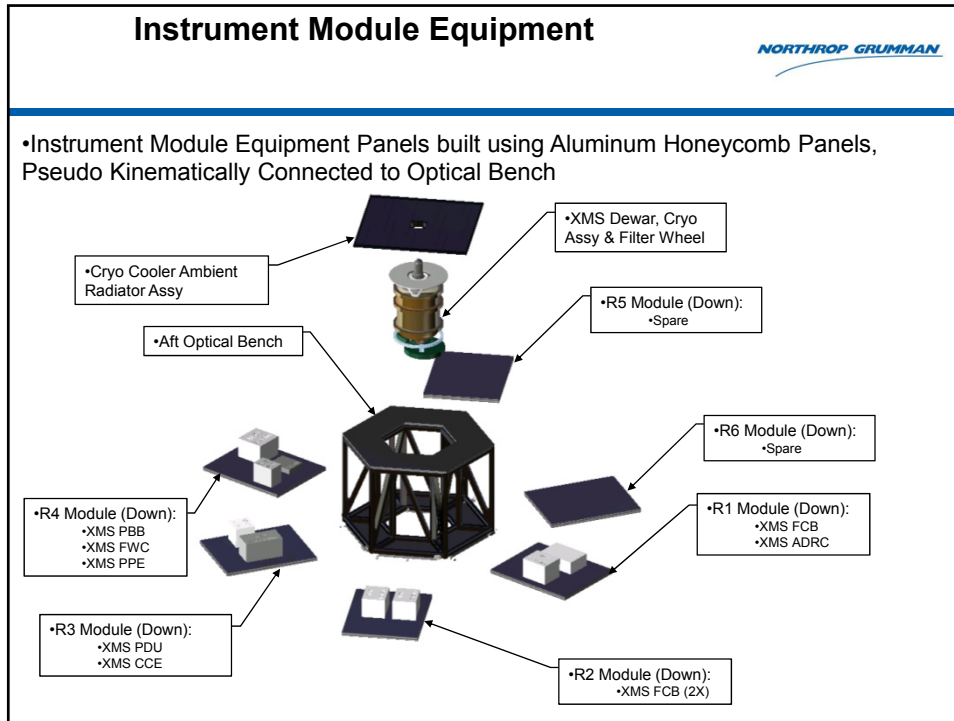 Instrument Module Equipment
NORTHROP GRUMMAN
•Instrument Module Equipment Panels built using Aluminum Honeycomb Panels,
Pseudo Kinematically Connected to Optical Bench
•XMS Dewar, Cryo
Assy & Filter Wheel
•Cryo Cooler Ambient
Radiator Assy
•R5 Module (Down):
•Spare
•Aft Optical Bench
•R6 Module (Down):
•Spare
•R4 Module (Down):
•XMS PBB
•XMS FWC
•XMS PPE
•R1 Module (Down):
•XMS FCB
•XMS ADRC
•R3 Module (Down):
•XMS PDU
•XMS CCE
•R2 Module (Down):
•XMS FCB (2X)